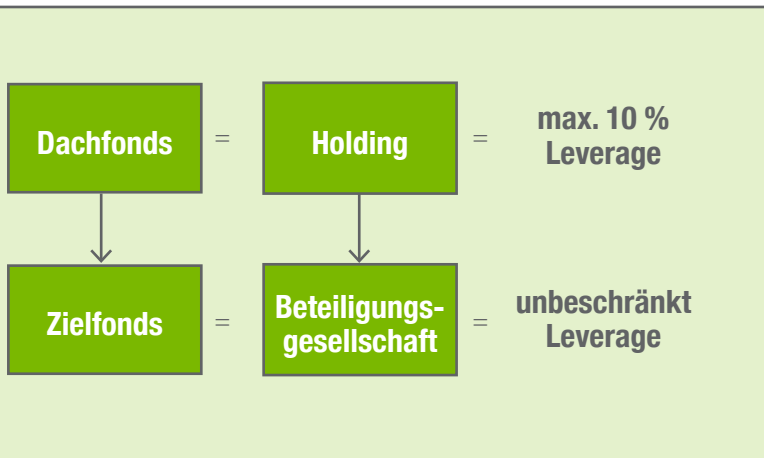 Dachfonds = Holding = max. 10 %
Leverage
Zielfonds = Beteiligungs-
gesellschaft = unbeschränkt
Leverage